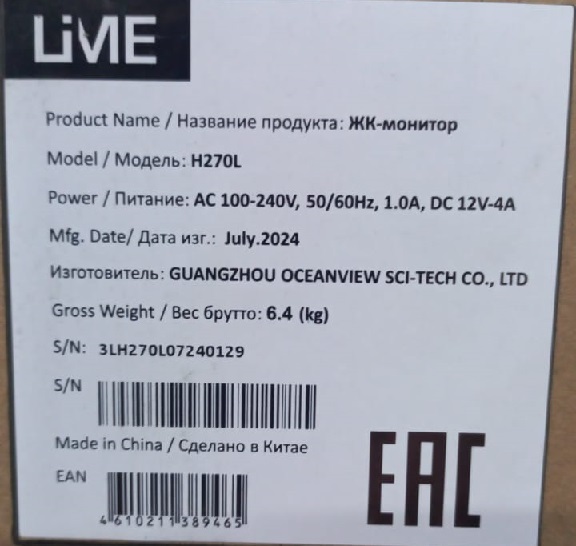 LiME
Product Name / Название продукта: ЖК-монитор
Model / Модель: H270L
Power / Питание: AC 100-240V, 50/60Hz, 1.0A, DC 12V-4A
Mfg. Date/ Дата изг.: July.2024
Изготовитель: GUANGZHOU OCEANVIEW SCI-TECH CO., LTD
Gross Weight / Вес брутто: 6.4 (kg)
S/N: 3LH270L07240129
S/N
Made in China / Сделано в Китае
EAN
4610211389465
EAC